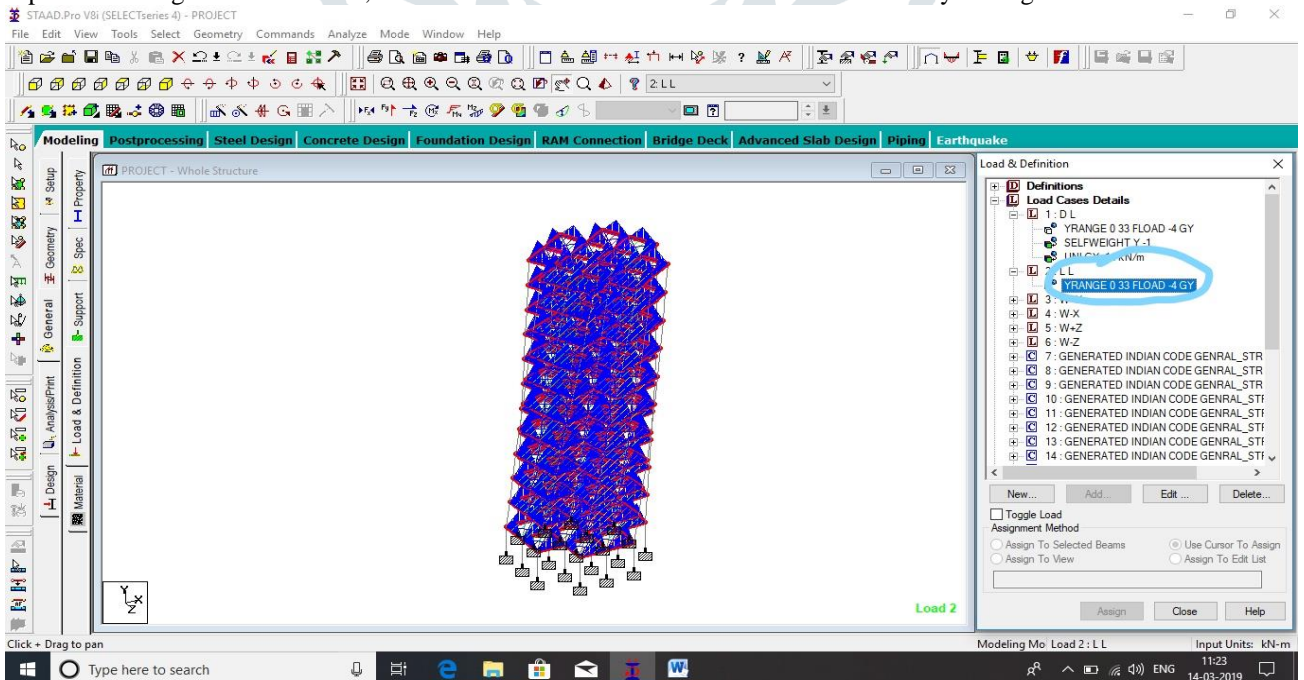 STAAD.Pro V8i (SELECTseries 4) - PROJECT
File Edit View Tools Select Geometry Commands Analyze Mode Window Help
2: L L
Modeling Postprocessing Steel Design Concrete Design Foundation Design RAM Connection Bridge Deck Advanced Slab Design Piping Earthquake
Setup
Geometry
General
Analysis/Print
Design
Property
Spec
Support
Load & Definition
Material
PROJECT - Whole Structure
Load 2
Y
X
Z
Load & Definition
Definitions
Load Cases Details
1 : D L
YRANGE 0 33 FLOAD -4 GY
SELFWEIGHT Y -1
kN/m
L L
YRANGE 0 33 FLOAD -4 GY
3 :
4 : W-X
5 : W+Z
6 : W-Z
7 : GENERATED INDIAN CODE GENRAL_STR
8 : GENERATED INDIAN CODE GENRAL_STR
9 : GENERATED INDIAN CODE GENRAL_STR
10 : GENERATED INDIAN CODE GENRAL_STR
11 : GENERATED INDIAN CODE GENRAL_STR
12 : GENERATED INDIAN CODE GENRAL_STR
13 : GENERATED INDIAN CODE GENRAL_STR
14 : GENERATED INDIAN CODE GENRAL_STR
New... Add... Edit ... Delete...
Toggle Load
Assignment Method
Assign To Selected Beams Use Cursor To Assign
Assign To View Assign To Edit List
Assign Close Help
Click + Drag to pan
Modeling Mo Load 2 : L L Input Units: kN-m
Type here to search
ENG 11:23
14-03-2019